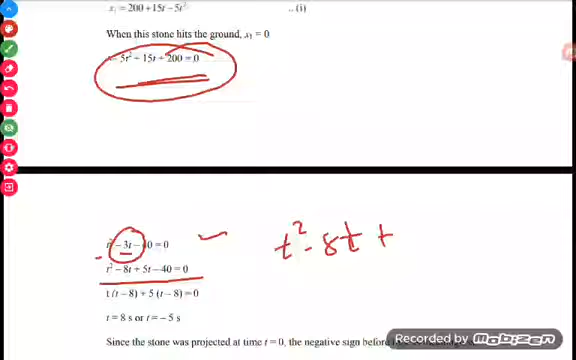 x₁ = 200 + 15t − 5t² .. (i)
When this stone hits the ground, x₁ = 0
− 5t² + 15t + 200 = 0
t² − 3t − 40 = 0
t² − 8t + 5t − 40 = 0
t² - 8t +
t (t − 8) + 5 (t − 8) = 0
t = 8 s or t = − 5 s
Since the stone was projected at time t = 0, the negative sign before
RECORDED BY MOBIZEN